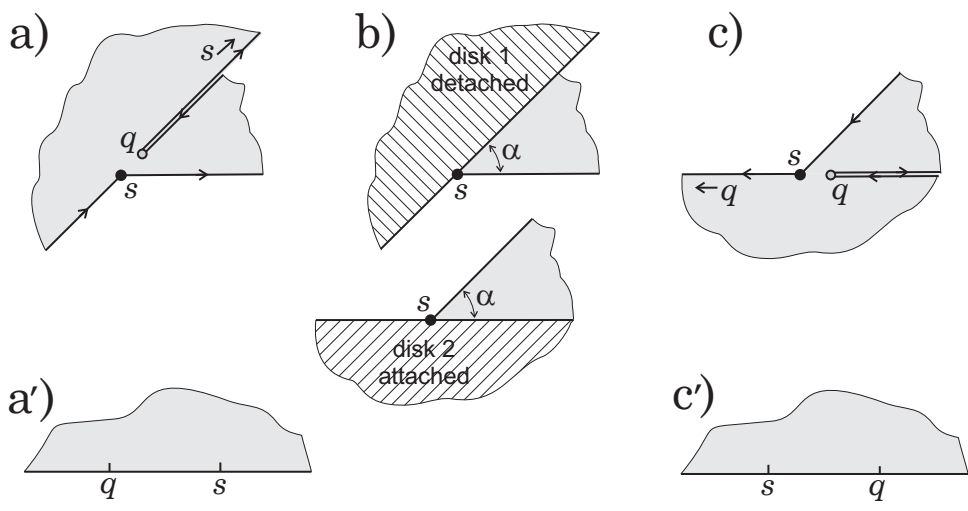 a)
s
q
s
b)
disk 1
detached
α
s
s
α
disk 2
attached
c)
s
q
q
a′)
q
s
c′)
s
q